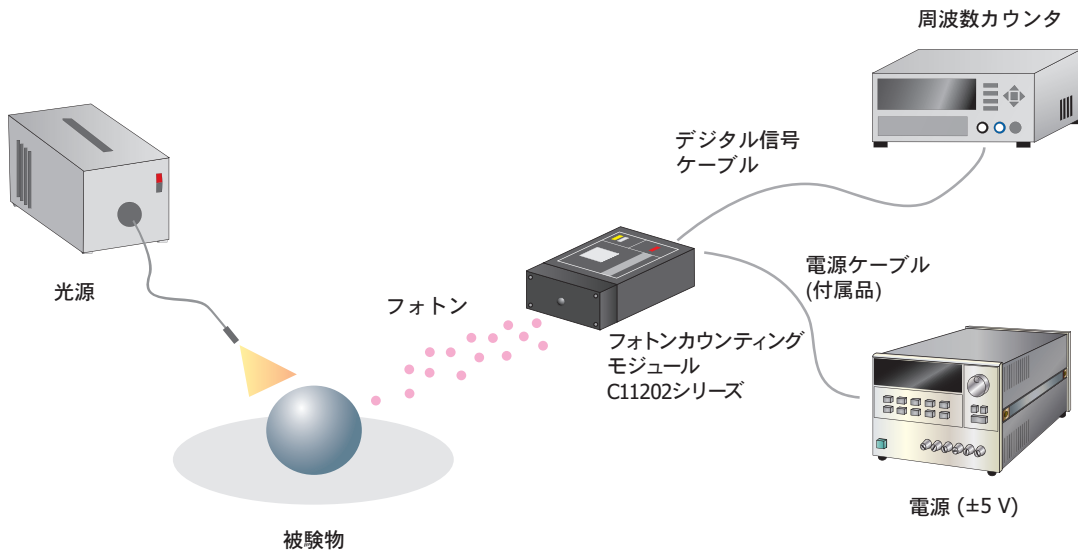 周波数カウンタ
デジタル信号
ケーブル
光源
フォトン
電源ケーブル
(付属品)
フォトンカウンティング
モジュール
C11202シリーズ
電源 (±5 V)
被験物